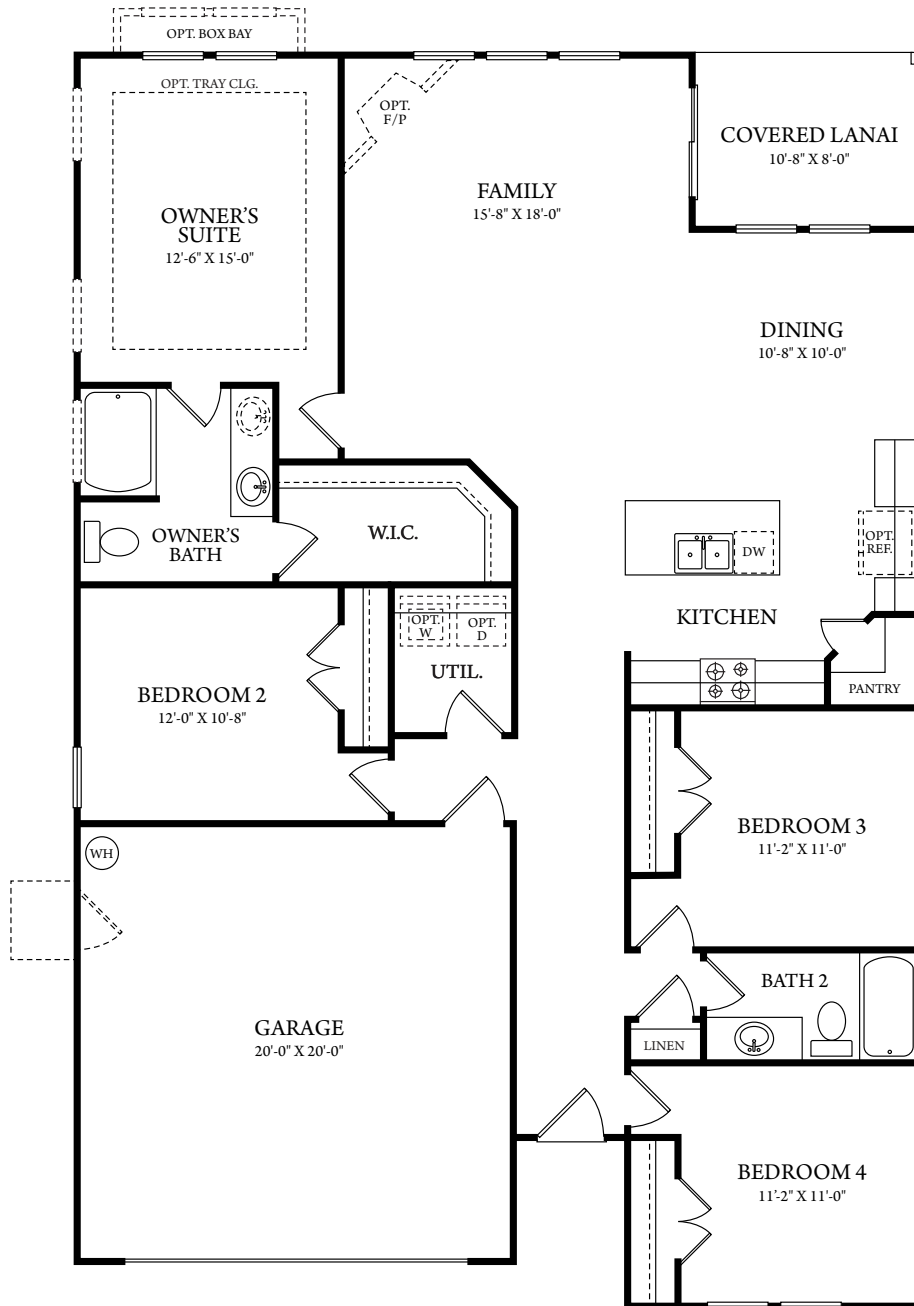 OPT. BOX BAY
OPT. TRAY CLG.
OPT.
F/P
COVERED LANAI
10'-8" X 8'-0"
FAMILY
15'-8" X 18'-0"
OWNER'S
SUITE
12'-6" X 15'-0"
DINING
10'-8" X 10'-0"
OWNER'S
BATH
W.I.C.
DW
OPT.
REF.
KITCHEN
OPT.
W
OPT.
D
UTIL.
PANTRY
BEDROOM 2
12'-0" X 10'-8"
BEDROOM 3
11'-2" X 11'-0"
WH
BATH 2
LINEN
GARAGE
20'-0" X 20'-0"
BEDROOM 4
11'-2" X 11'-0"